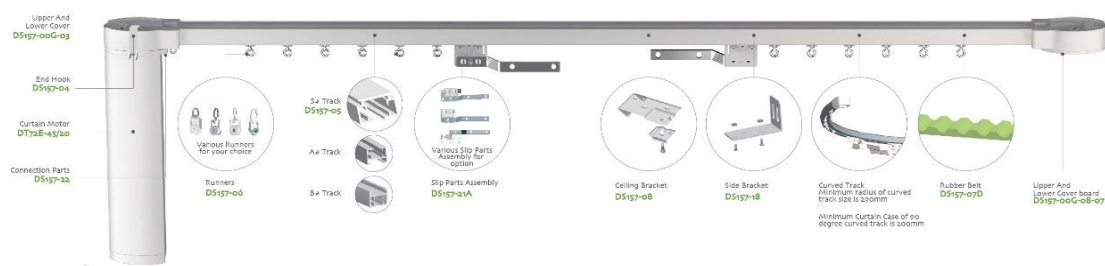 Upper And
Lower Cover
DS157-00G-03
End Hook
DS157-04
Curtain Motor
DT72E-45/20
Connection Parts
DS157-22
Various Runners
for your choice
Runners
DS157-06
S# Track
DS157-05
A# Track
B# Track
Various Slip Parts
Assembly for
option
Slip Parts Assembly
DS157-21A
Ceiling Bracket
DS157-08
Side Bracket
DS157-18
Curved Track
Minimum radius of curved
track size is 200mm
Minimum Curtain Case of 90
degree curved track is 200mm
Rubber Belt
DS157-07D
Upper And
Lower Cover board
DS157-00G-08-07